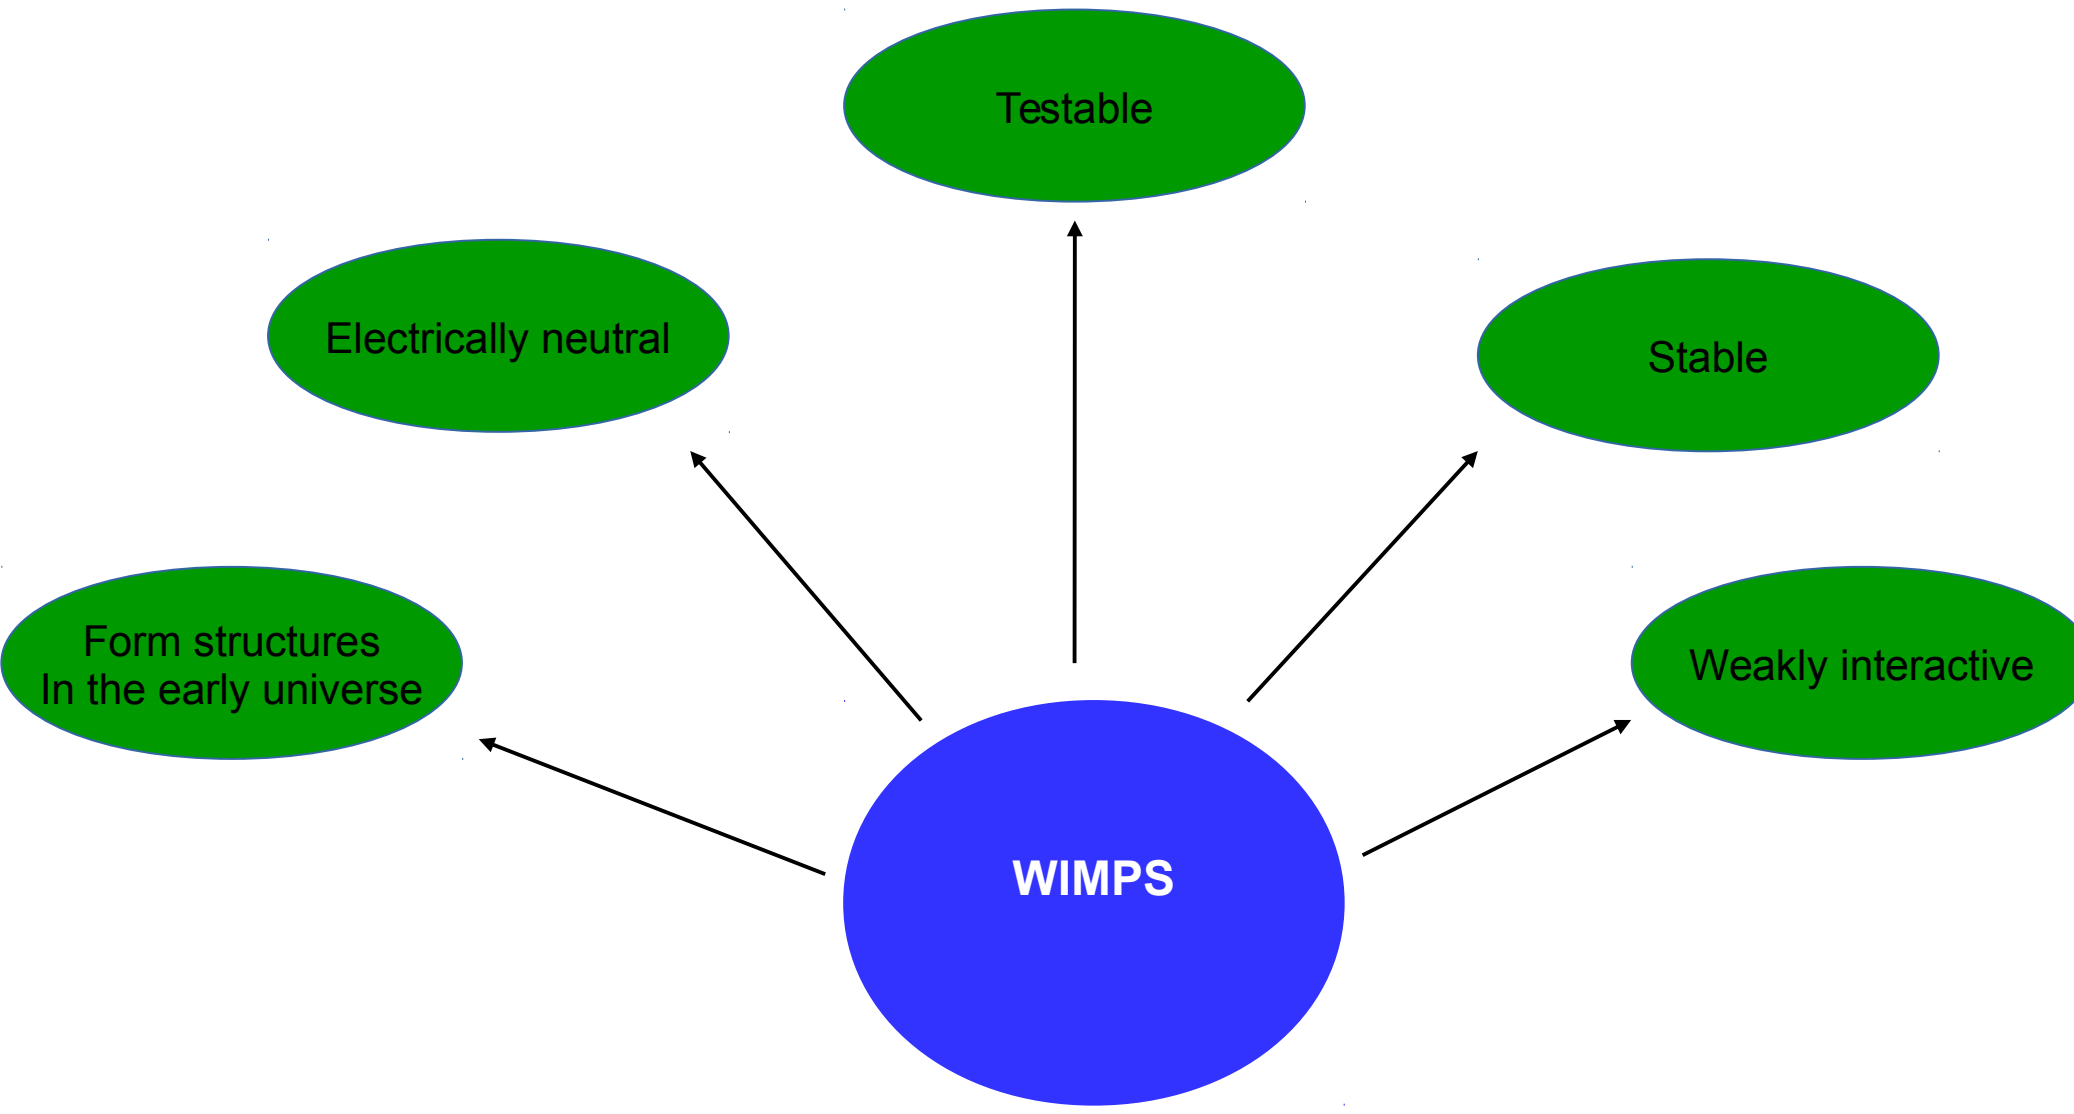 Testable
Electrically neutral
Stable
Form structures
In the early universe
Weakly interactive
WIMPS